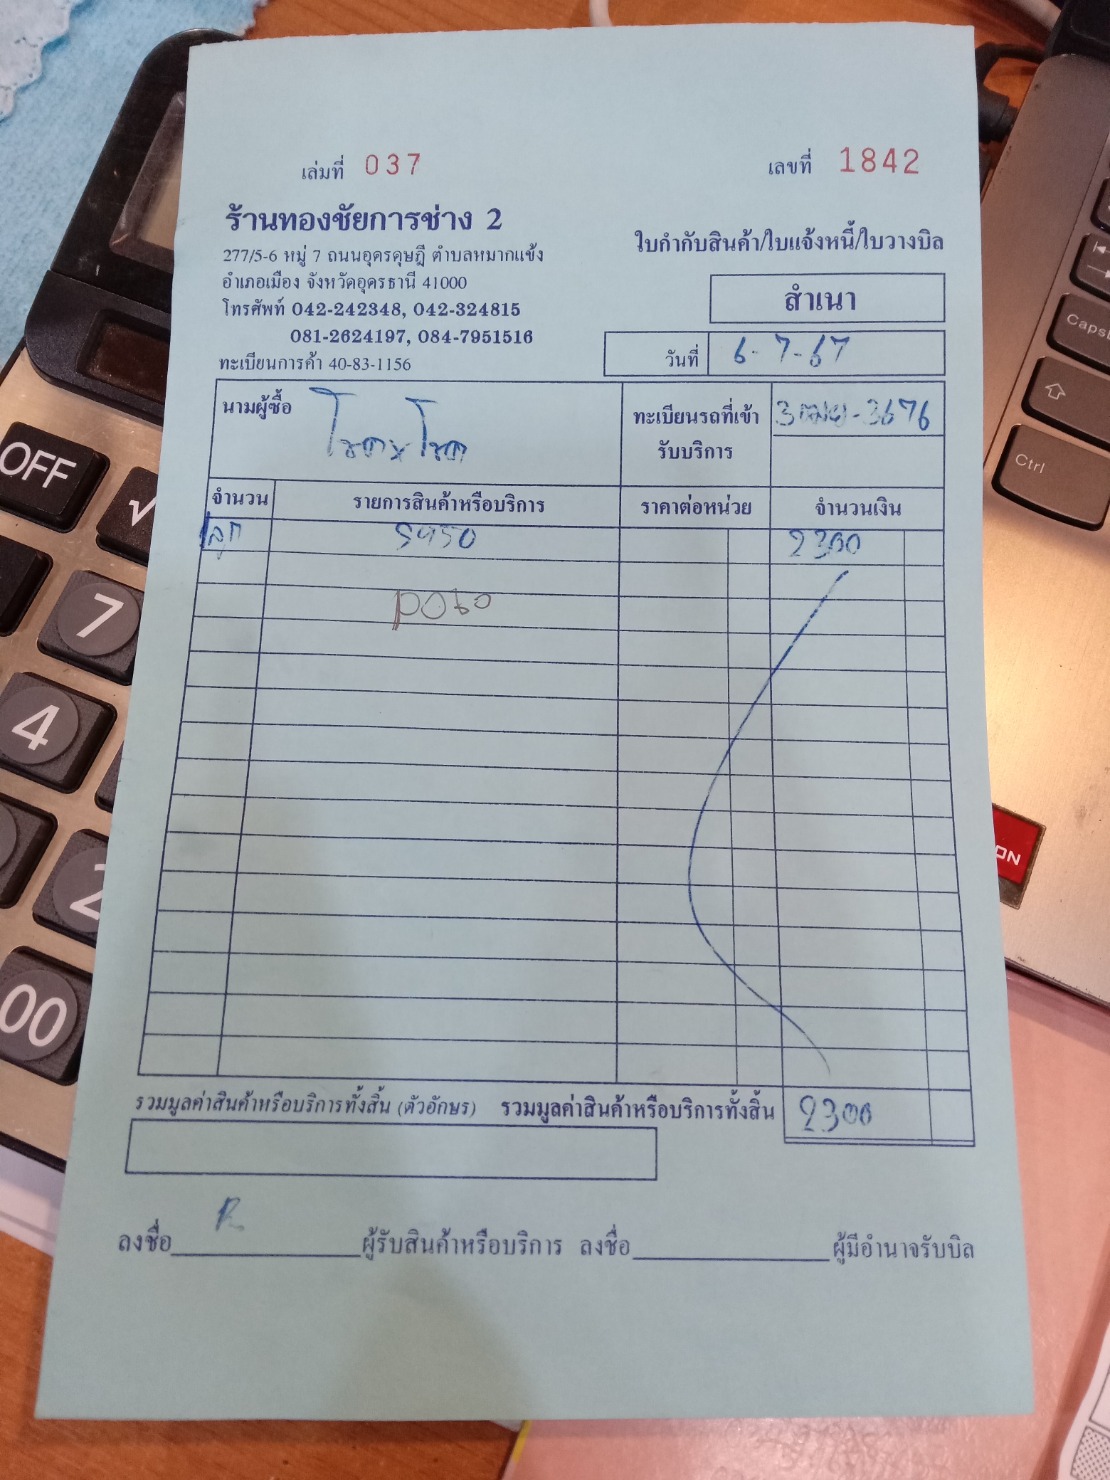 เล่มที่ 037
เลขที่ 1842
ร้านทองชัยการช่าง 2
277/5-6 หมู่ 7 ถนนอุดรดุษฎี ตำบลหมากแข้ง
อำเภอเมือง จังหวัดอุดรธานี 41000
โทรศัพท์ 042-242348, 042-324815
081-2624197, 084-7951516
ทะเบียนการค้า 40-83-1156
ใบกำกับสินค้า/ใบแจ้งหนี้/ใบวางบิล
สำเนา
วันที่ 6-7-67
นามผู้ซื้อ
ทะเบียนรถที่เข้ารับบริการ 3676
จำนวน รายการสินค้าหรือบริการ ราคาต่อหน่วย จำนวนเงิน
ลูก 2300
รวมมูลค่าสินค้าหรือบริการทั้งสิ้น (ตัวอักษร) รวมมูลค่าสินค้าหรือบริการทั้งสิ้น 2300
ลงชื่อ ผู้รับสินค้าหรือบริการ ลงชื่อ ผู้มีอำนาจรับบิล
OFF
√
7
4
2
00
Caps
Ctrl
ON